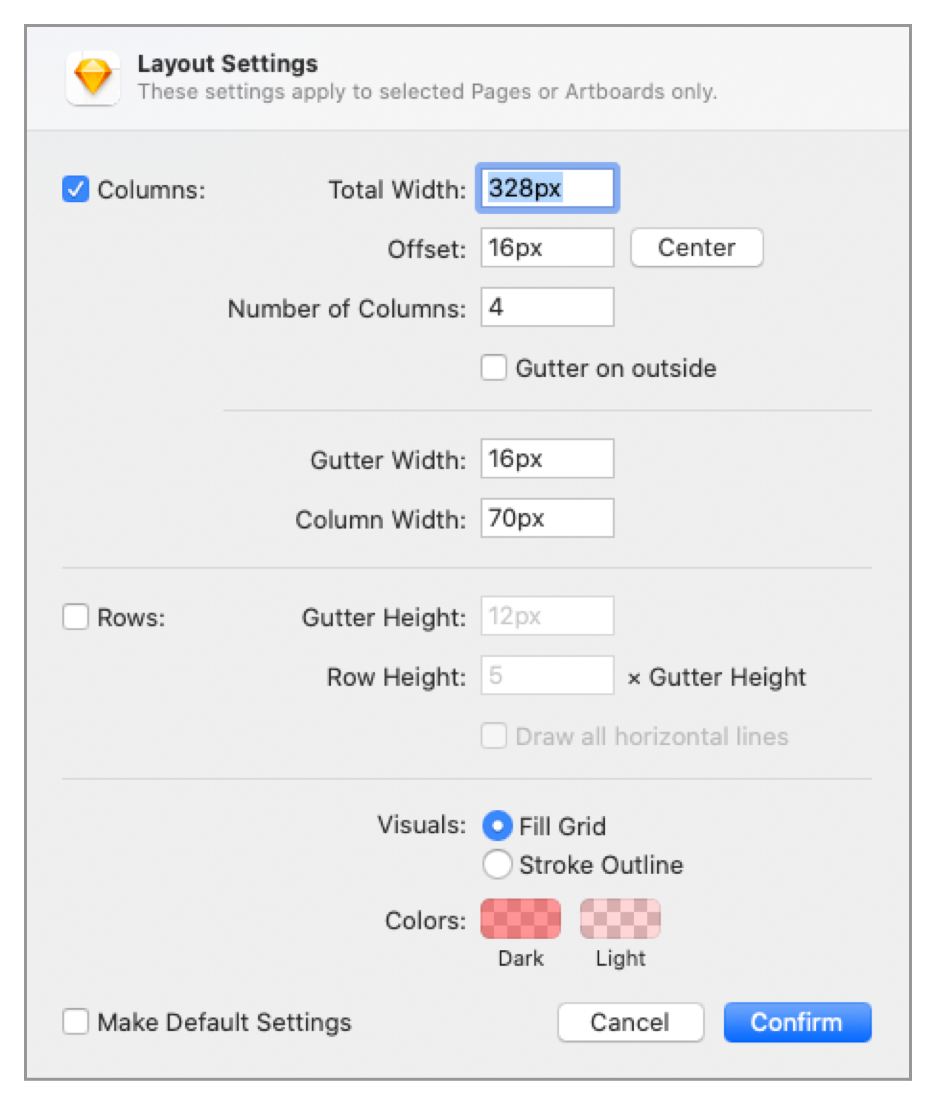 Layout Settings
These settings apply to selected Pages or Artboards only.
Columns: Total Width: 328px
Offset: 16px Center
Number of Columns: 4
Gutter on outside
Gutter Width: 16px
Column Width: 70px
Rows: Gutter Height: 12px
Row Height: 5 × Gutter Height
Draw all horizontal lines
Visuals: Fill Grid
Stroke Outline
Colors:
Dark Light
Make Default Settings Cancel Confirm